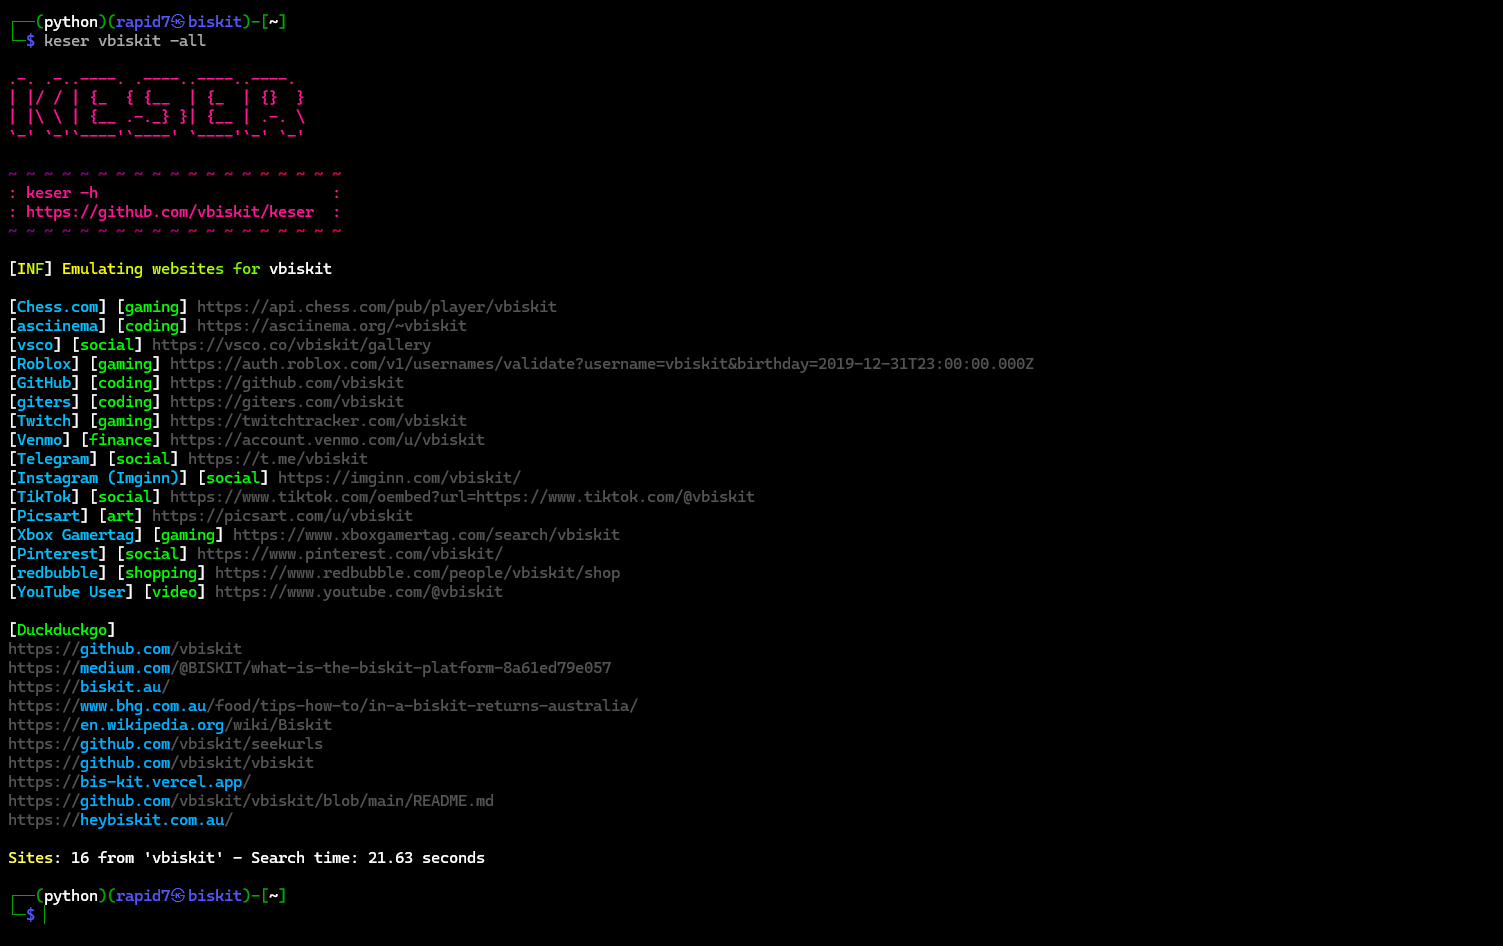 ┌──(python)(rapid7㉿biskit)-[~]
└─$ keser vbiskit -all
.-. .-..----. .----..----..----.
| |/ / | {_  { {__  | {_  | {}  }
| |\ \ | {__ .-._} }| {__ | .-. \
`-' `-'`----'`----' `----'`-' `-'
~ ~ ~ ~ ~ ~ ~ ~ ~ ~ ~ ~ ~ ~ ~ ~ ~ ~ ~
: keser -h                          :
: https://github.com/vbiskit/keser  :
~ ~ ~ ~ ~ ~ ~ ~ ~ ~ ~ ~ ~ ~ ~ ~ ~ ~ ~
[INF] Emulating websites for vbiskit
[Chess.com] [gaming] https://api.chess.com/pub/player/vbiskit
[asciinema] [coding] https://asciinema.org/~vbiskit
[vsco] [social] https://vsco.co/vbiskit/gallery
[Roblox] [gaming] https://auth.roblox.com/v1/usernames/validate?username=vbiskit&birthday=2019-12-31T23:00:00.000Z
[GitHub] [coding] https://github.com/vbiskit
[giters] [coding] https://giters.com/vbiskit
[Twitch] [gaming] https://twitchtracker.com/vbiskit
[Venmo] [finance] https://account.venmo.com/u/vbiskit
[Telegram] [social] https://t.me/vbiskit
[Instagram (Imginn)] [social] https://imginn.com/vbiskit/
[TikTok] [social] https://www.tiktok.com/oembed?url=https://www.tiktok.com/@vbiskit
[Picsart] [art] https://picsart.com/u/vbiskit
[Xbox Gamertag] [gaming] https://www.xboxgamertag.com/search/vbiskit
[Pinterest] [social] https://www.pinterest.com/vbiskit/
[redbubble] [shopping] https://www.redbubble.com/people/vbiskit/shop
[YouTube User] [video] https://www.youtube.com/@vbiskit
[Duckduckgo]
https://github.com/vbiskit
https://medium.com/@BISKIT/what-is-the-biskit-platform-8a61ed79e057
https://biskit.au/
https://www.bhg.com.au/food/tips-how-to/in-a-biskit-returns-australia/
https://en.wikipedia.org/wiki/Biskit
https://github.com/vbiskit/seekurls
https://github.com/vbiskit/vbiskit
https://bis-kit.vercel.app/
https://github.com/vbiskit/vbiskit/blob/main/README.md
https://heybiskit.com.au/
Sites: 16 from 'vbiskit' - Search time: 21.63 seconds
┌──(python)(rapid7㉿biskit)-[~]
└─$